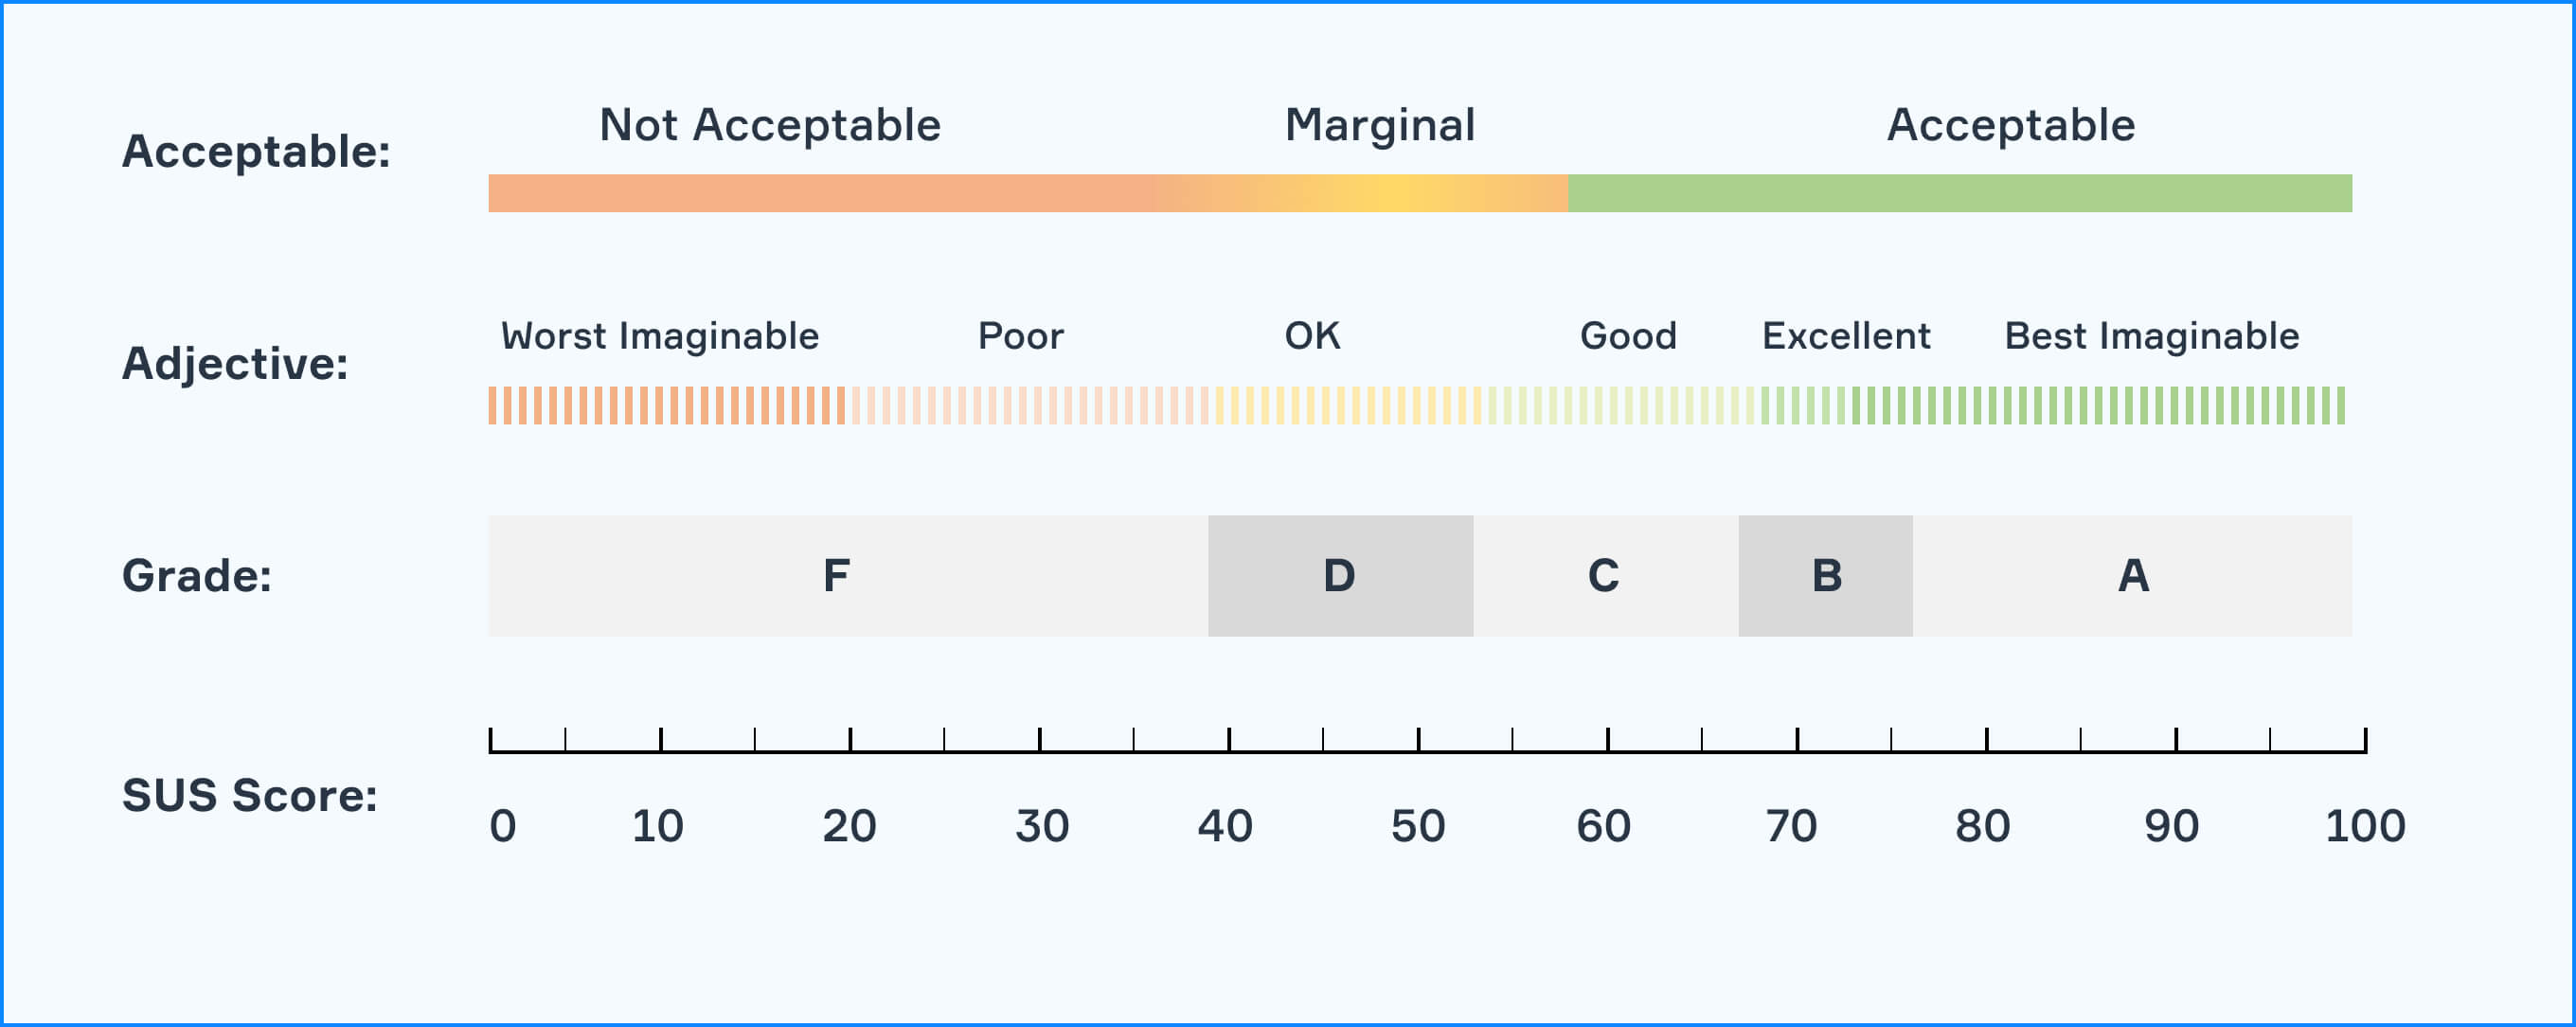 Acceptable:
Not Acceptable Marginal Acceptable
Adjective:
Worst Imaginable Poor OK Good Excellent Best Imaginable
Grade:
F D C B A
SUS Score:
0 10 20 30 40 50 60 70 80 90 100